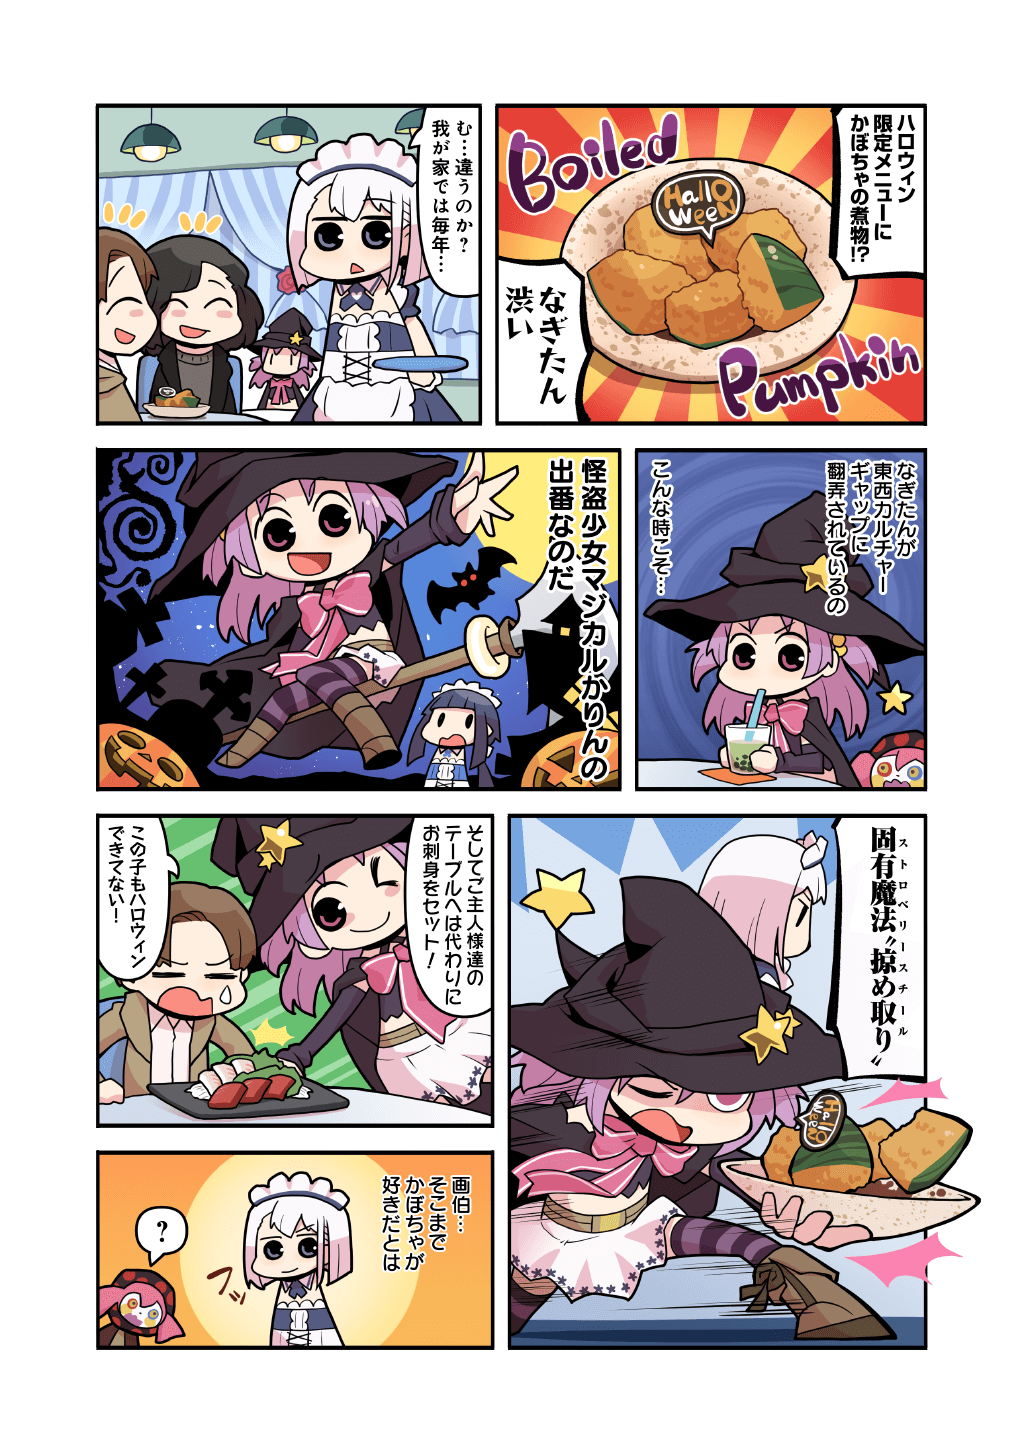 ハロウィン
限定メニューに
かぼちゃの煮物!?
Boiled
Hallo
WeeN
Pumpkin
なぎたん
渋い
む…違うのか?
我が家では毎年…
なぎたんが
東西カルチャー
ギャップに
翻弄されているの
こんな時こそ…
怪盗少女マジカルかりんの
出番なのだ
固有魔法〝掠め取り〟
ストロベリースチール
Hallo
WeeN
そしてご主人様達の
テーブルへは代わりに
お刺身をセット!
この子もハロウィン
できてない!
画伯…
そこまで
かぼちゃが
好きだとは
フッ
?